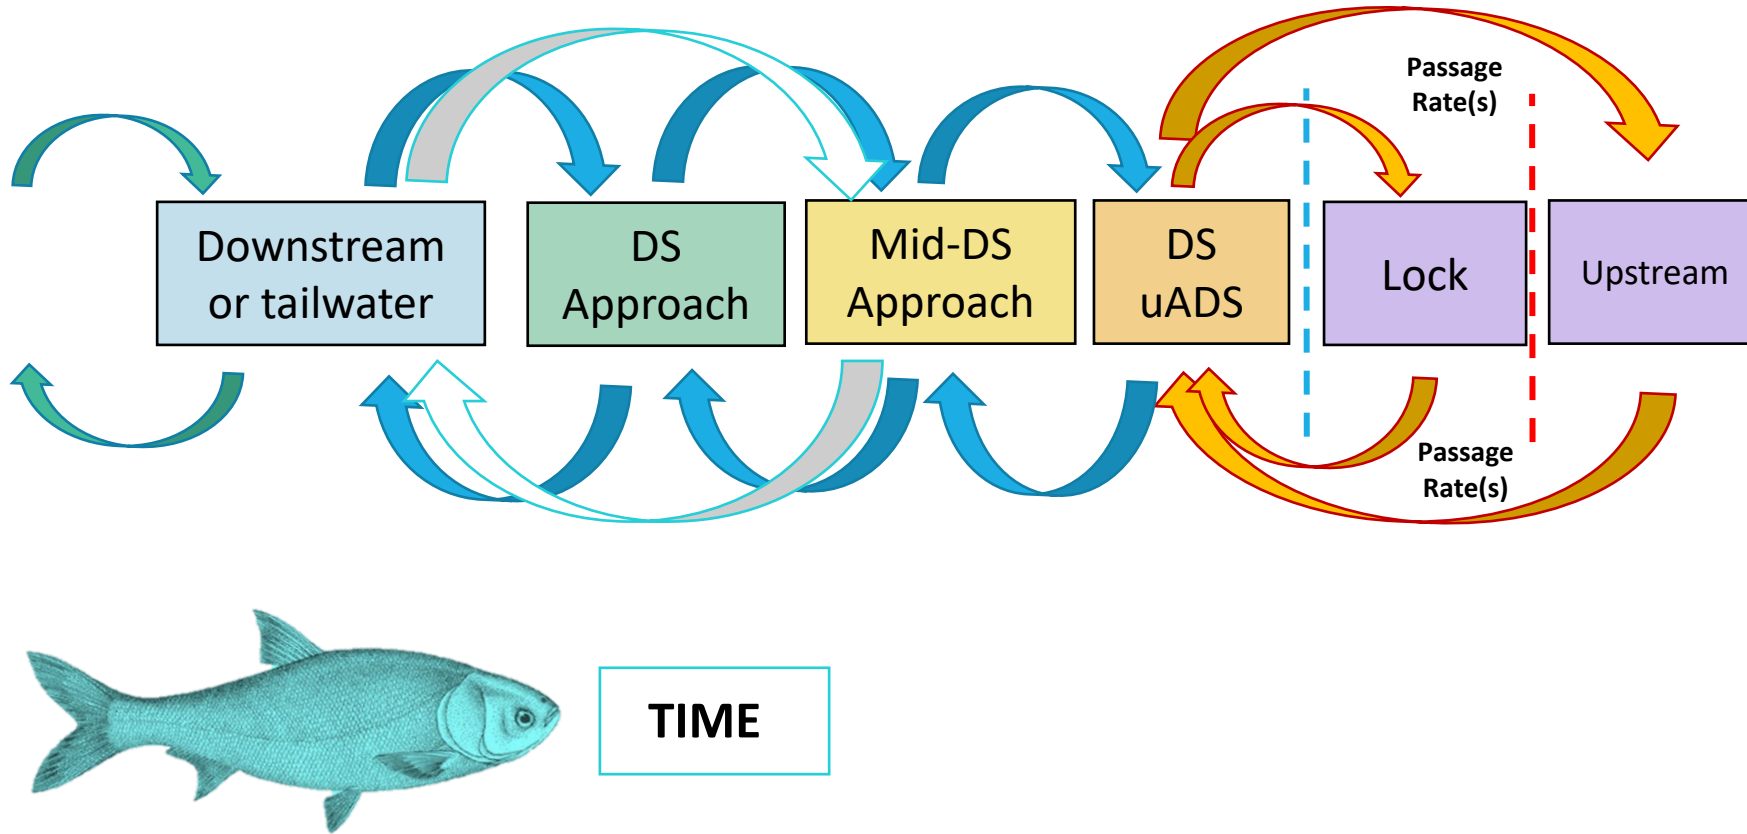 Passage
Rate(s)
Downstream
or tailwater
DS
Approach
Mid-DS
Approach
DS
uADS
Lock
Upstream
Passage
Rate(s)
TIME